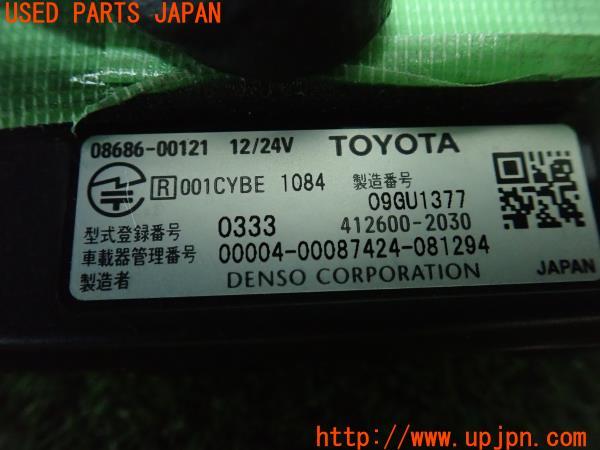 USED PARTS JAPAN
08686-00121 12/24V TOYOTA
R 001CYBE 1084 製造番号
09GU1377
型式登録番号 0333 412600-2030
車載器管理番号 00004-00087424-081294
製造者 DENSO CORPORATION JAPAN
UPJ http://www.upjpn.com